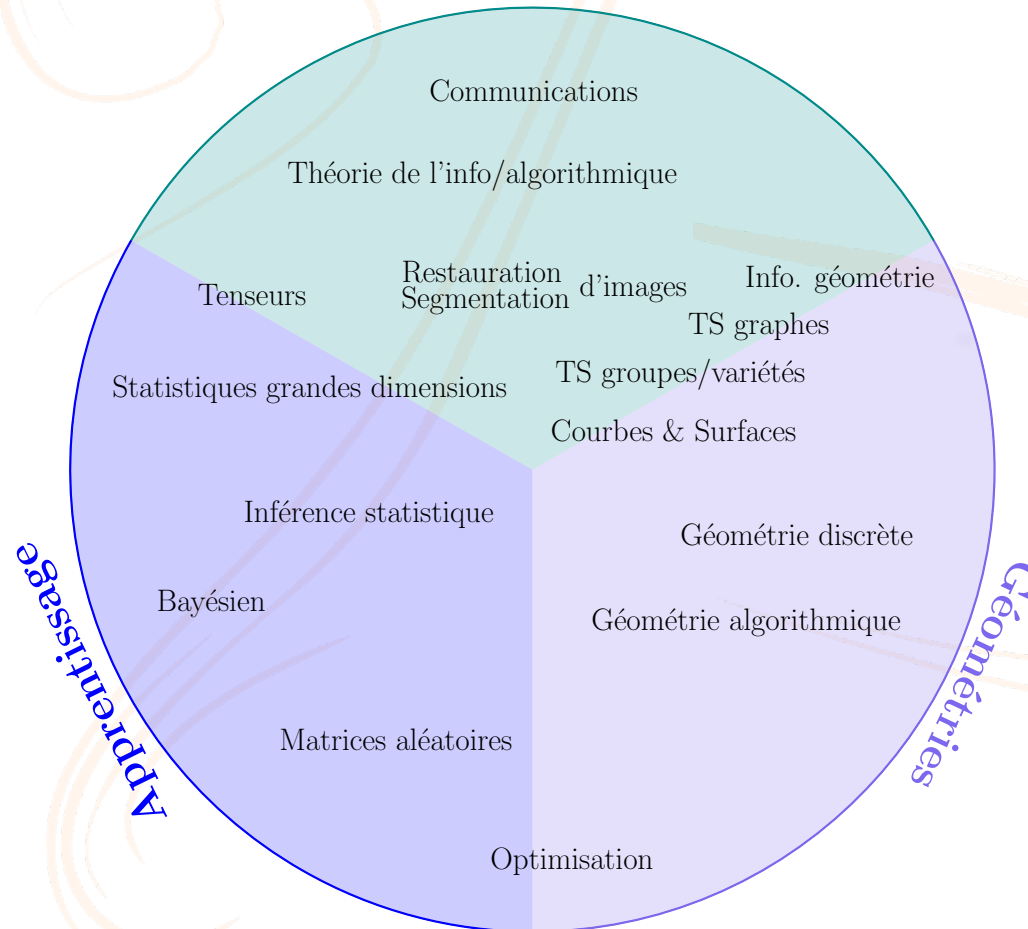 Communications
Théorie de l'info/algorithmique
Restauration
Segmentation d'images
Info. géométrie
Tenseurs
TS graphes
TS groupes/variétés
Statistiques grandes dimensions
Courbes & Surfaces
Inférence statistique
Géométrie discrète
Bayésien
Géométrie algorithmique
Matrices aléatoires
Optimisation
Apprentissage
Géométries